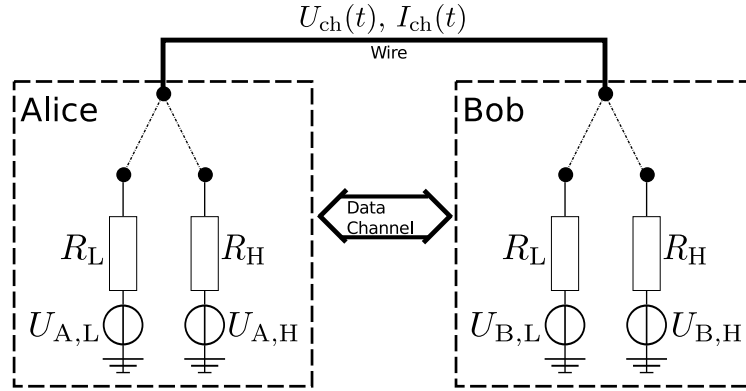 U_ch(t), I_ch(t)
Wire
Alice
Bob
Data
Channel
R_L
R_H
R_L
R_H
U_A,L
U_A,H
U_B,L
U_B,H